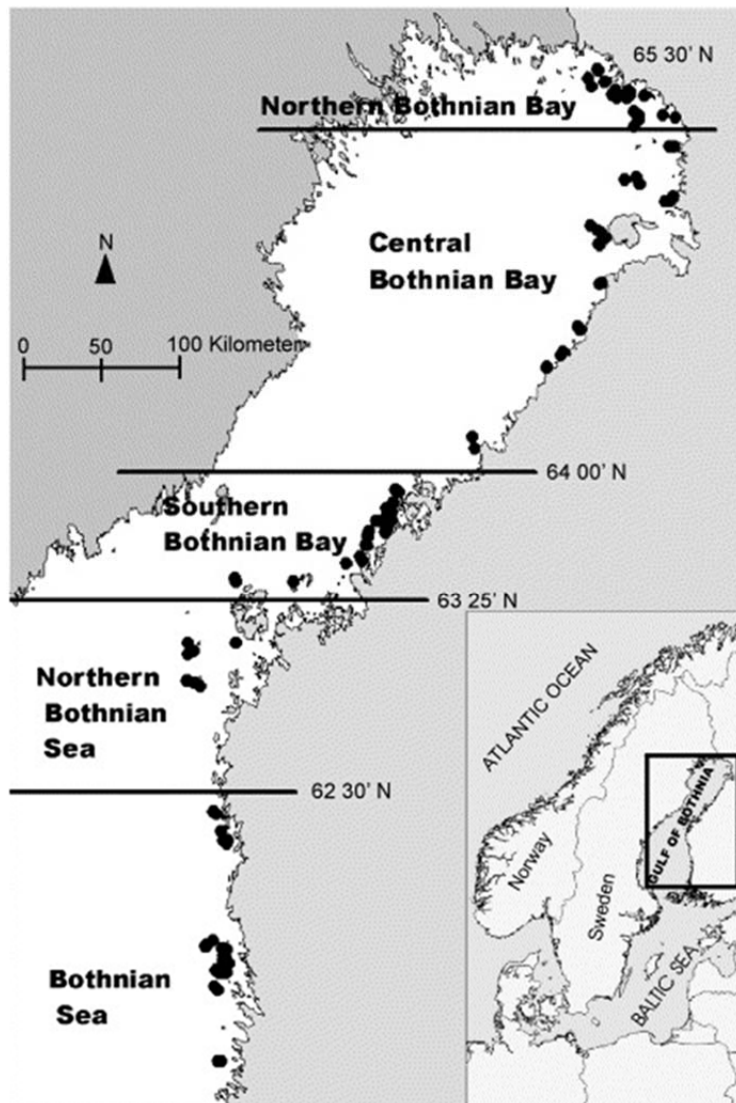 65 30' N
Northern Bothnian Bay
Central
Bothnian Bay
N
0 50 100 Kilometer
64 00' N
Southern
Bothnian Bay
63 25' N
Northern
Bothnian
Sea
62 30' N
Bothnian
Sea
ATLANTIC OCEAN
GULF OF BOTHNIA
Norway
Sweden
BALTIC SEA